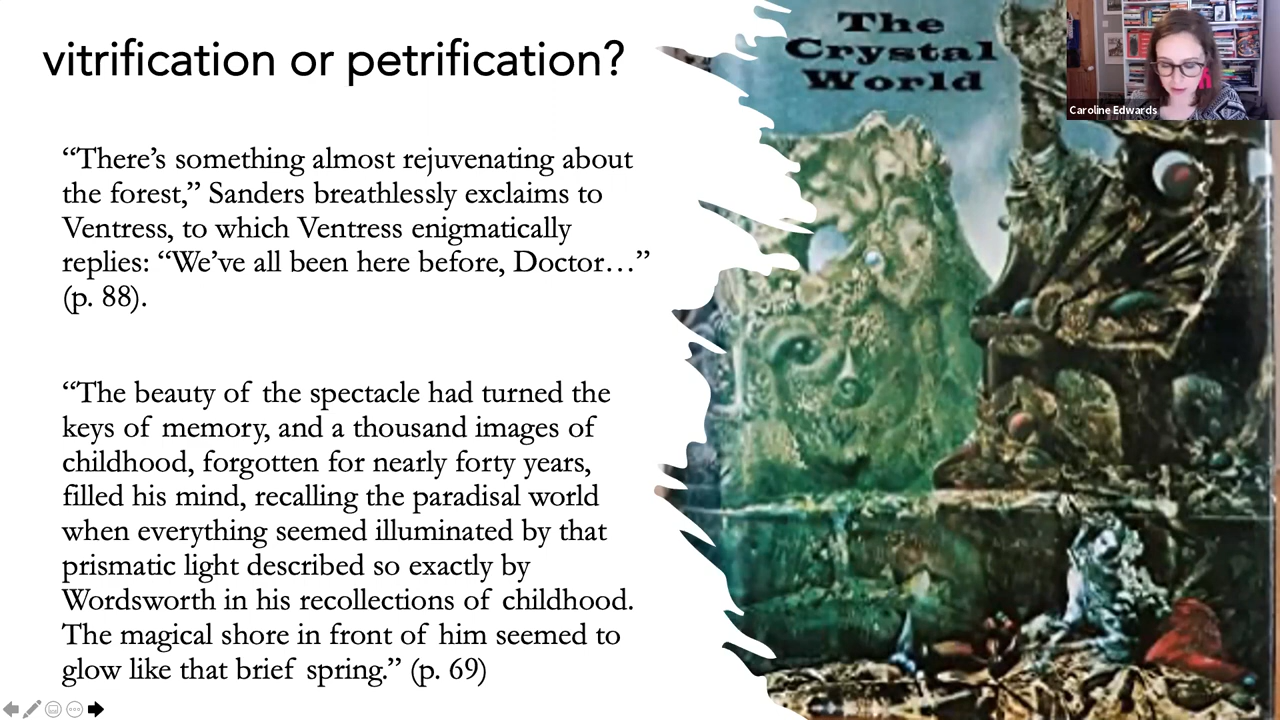 vitrification or petrification?
“There’s something almost rejuvenating about
the forest,” Sanders breathlessly exclaims to
Ventress, to which Ventress enigmatically
replies: “We’ve all been here before, Doctor…”
(p. 88).
“The beauty of the spectacle had turned the
keys of memory, and a thousand images of
childhood, forgotten for nearly forty years,
filled his mind, recalling the paradisal world
when everything seemed illuminated by that
prismatic light described so exactly by
Wordsworth in his recollections of childhood.
The magical shore in front of him seemed to
glow like that brief spring.” (p. 69)
The
Crystal
World
Caroline Edwards